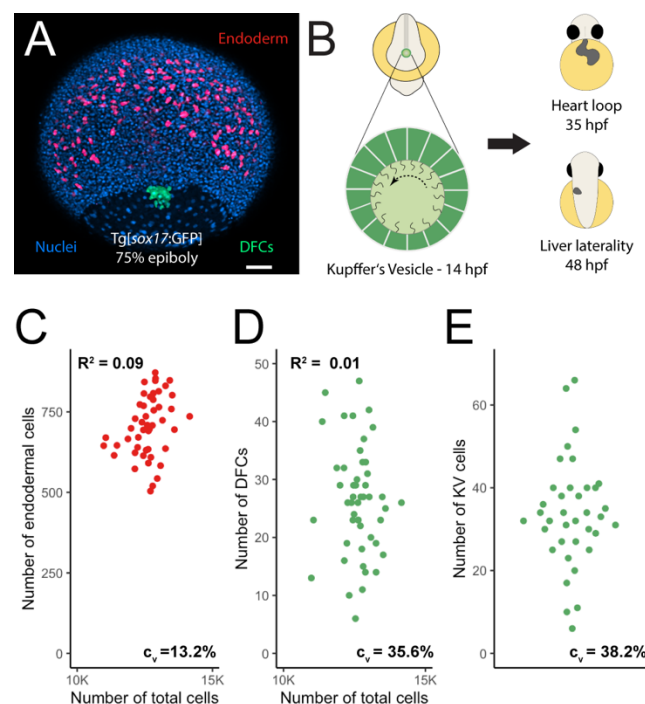 A
Endoderm
Nuclei
Tg[sox17:GFP]
75% epiboly
DFCs
B
Kupffer's Vesicle - 14 hpf
Heart loop
35 hpf
Liver laterality
48 hpf
C
R² = 0.09
Number of endodermal cells
750
500
250
0
c_v =13.2%
10K
15K
Number of total cells
D
R² = 0.01
Number of DFCs
50
40
30
20
10
0
c_v = 35.6%
10K
15K
Number of total cells
E
Number of KV cells
60
40
20
0
c_v = 38.2%